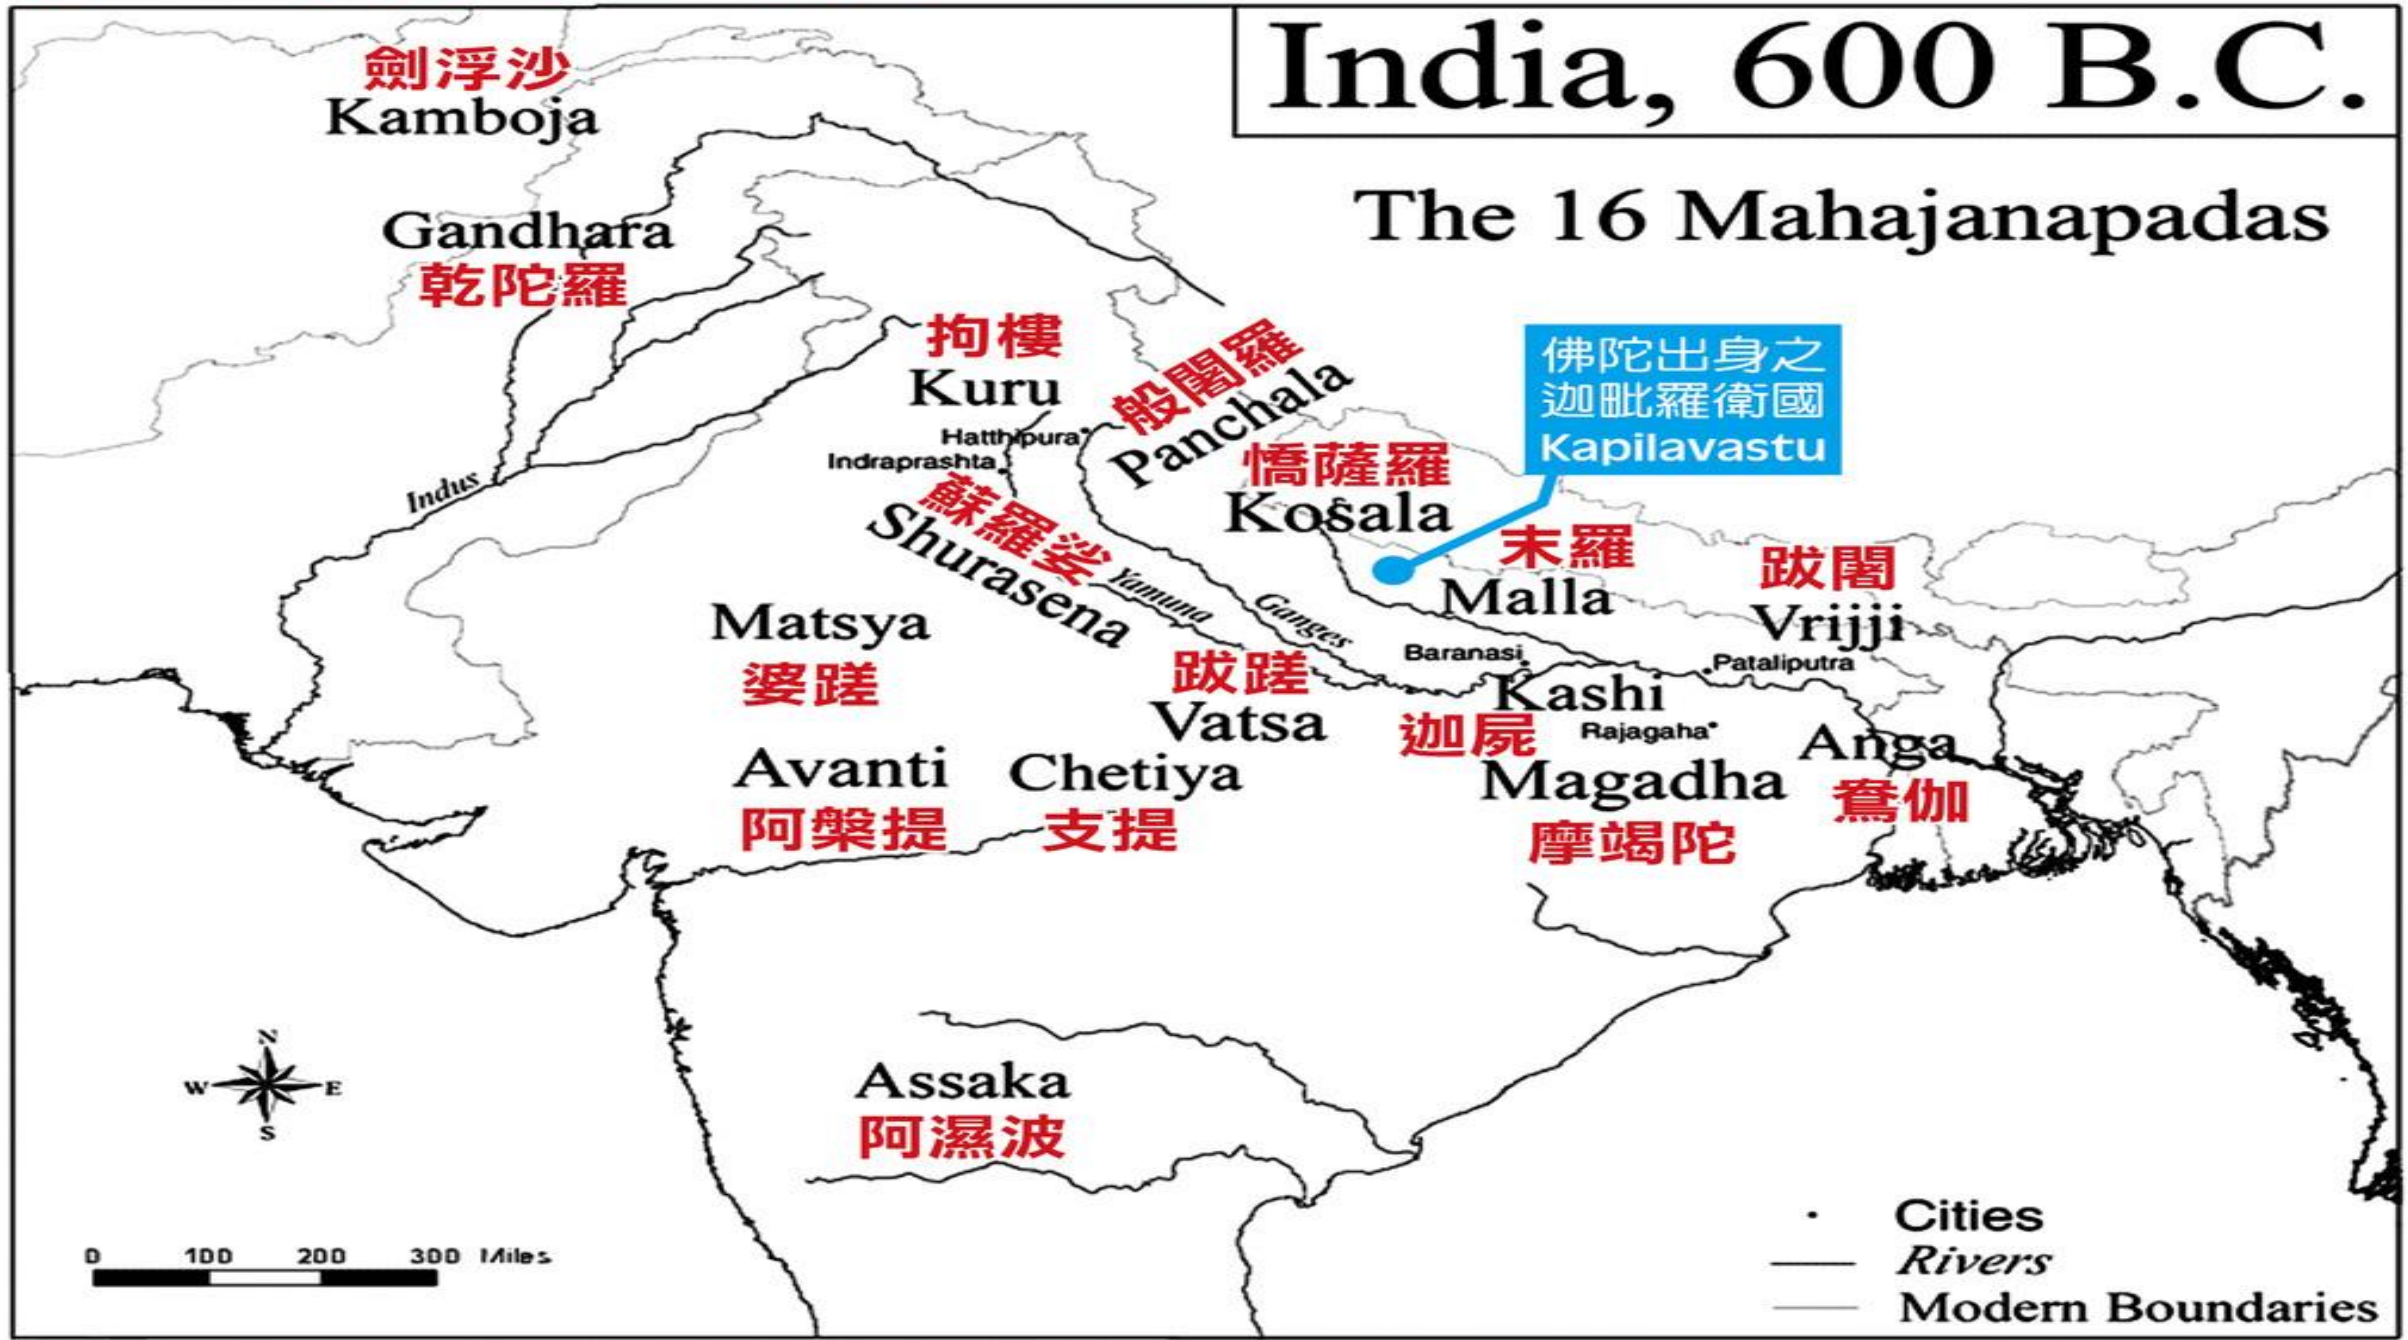 India, 600 B.C.
The 16 Mahajanapadas
劍浮沙
Kamboja
Gandhara
乾陀羅
拘樓
Kuru
般闍羅
Panchala
佛陀出身之
迦毗羅衛國
Kapilavastu
Hatthipura
Indraprashta
憍薩羅
Kosala
Indus
蘇羅娑
Shurasena
末羅
Malla
跋闍
Vrijji
Yamuna
Ganges
Matsya
婆蹉
跋蹉
Vatsa
Baranasi
Pataliputra
Kashi
迦屍
Rajagaha
Anga
鴦伽
Magadha
摩竭陀
Avanti
阿槃提
Chetiya
支提
Assaka
阿濕波
N
W
E
S
0 100 200 300 Miles
Cities
Rivers
Modern Boundaries